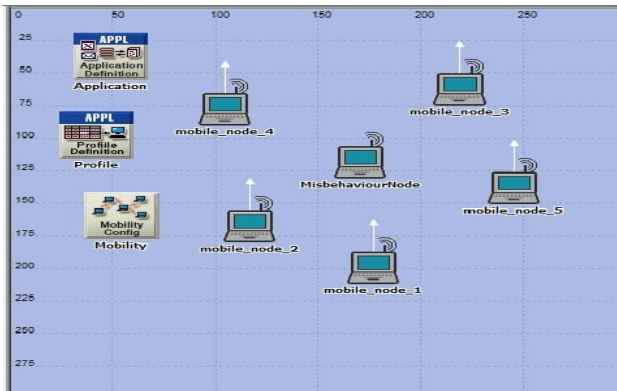 0 50 100 150 200 250
25
APPL
Application
Definition
Application
50
mobile_node_3
75
mobile_node_4
APPL
Profile
Definition
Profile
100
125
MisbehaviourNode
mobile_node_5
150
Mobility
Config
Mobility
175
mobile_node_2
200
mobile_node_1
225
250
275